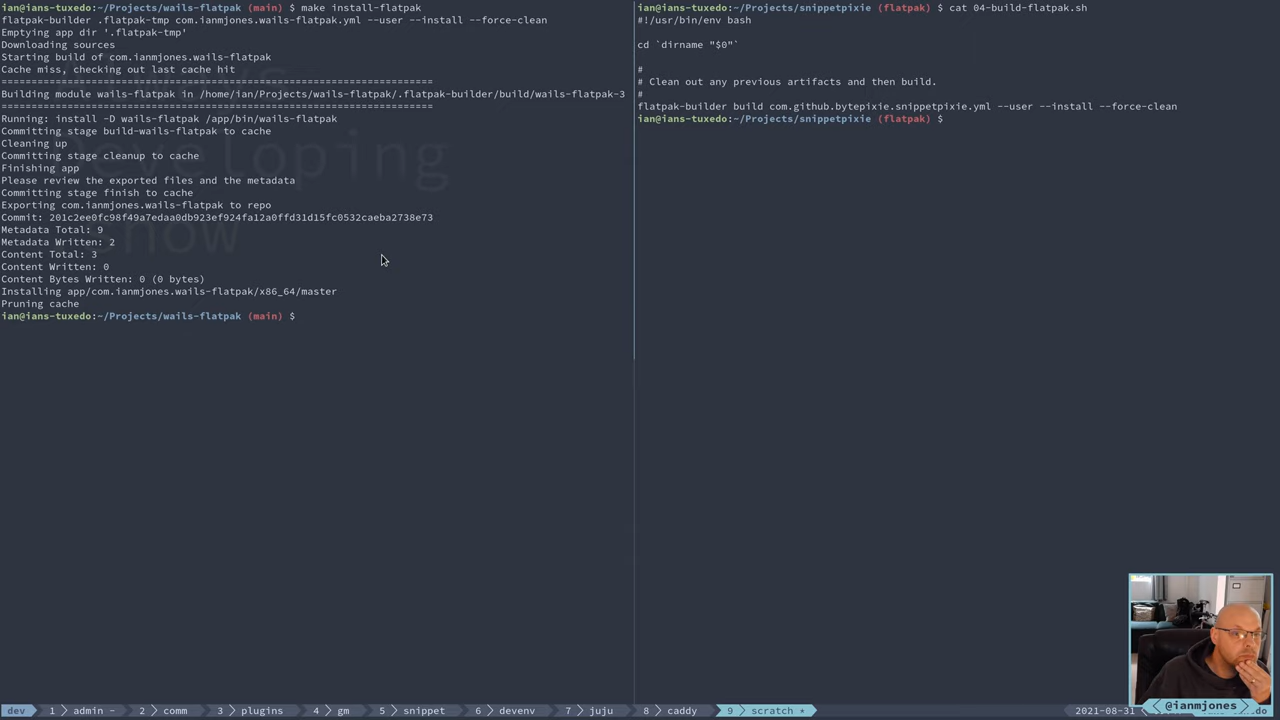 ian@ians-tuxedo:~/Projects/wails-flatpak (main) $ make install-flatpak
flatpak-builder .flatpak-tmp com.ianmjones.wails-flatpak.yml --user --install --force-clean
Emptying app dir '.flatpak-tmp'
Downloading sources
Starting build of com.ianmjones.wails-flatpak
Cache miss, checking out last cache hit
========================================================================
Building module wails-flatpak in /home/ian/Projects/wails-flatpak/.flatpak-builder/build/wails-flatpak-3
========================================================================
Running: install -D wails-flatpak /app/bin/wails-flatpak
Committing stage build-wails-flatpak to cache
Cleaning up
Committing stage cleanup to cache
Finishing app
Please review the exported files and the metadata
Committing stage finish to cache
Exporting com.ianmjones.wails-flatpak to repo
Commit: 201c2ee0fc98f49a7edaa0db923ef924fa12a0ffd31d15fc0532caeba2738e73
Metadata Total: 9
Metadata Written: 2
Content Total: 3
Content Written: 0
Content Bytes Written: 0 (0 bytes)
Installing app/com.ianmjones.wails-flatpak/x86_64/master
Pruning cache
ian@ians-tuxedo:~/Projects/wails-flatpak (main) $
ian@ians-tuxedo:~/Projects/snippetpixie (flatpak) $ cat 04-build-flatpak.sh
#!/usr/bin/env bash
cd `dirname "$0"`
#
# Clean out any previous artifacts and then build.
#
flatpak-builder build com.github.bytepixie.snippetpixie.yml --user --install --force-clean
ian@ians-tuxedo:~/Projects/snippetpixie (flatpak) $
Developing
now
@ianmjones
dev 1 admin - 2 comm 3 plugins 4 gm 5 snippet 6 devenv 7 juju 8 caddy 9 scratch * 2021-08-31